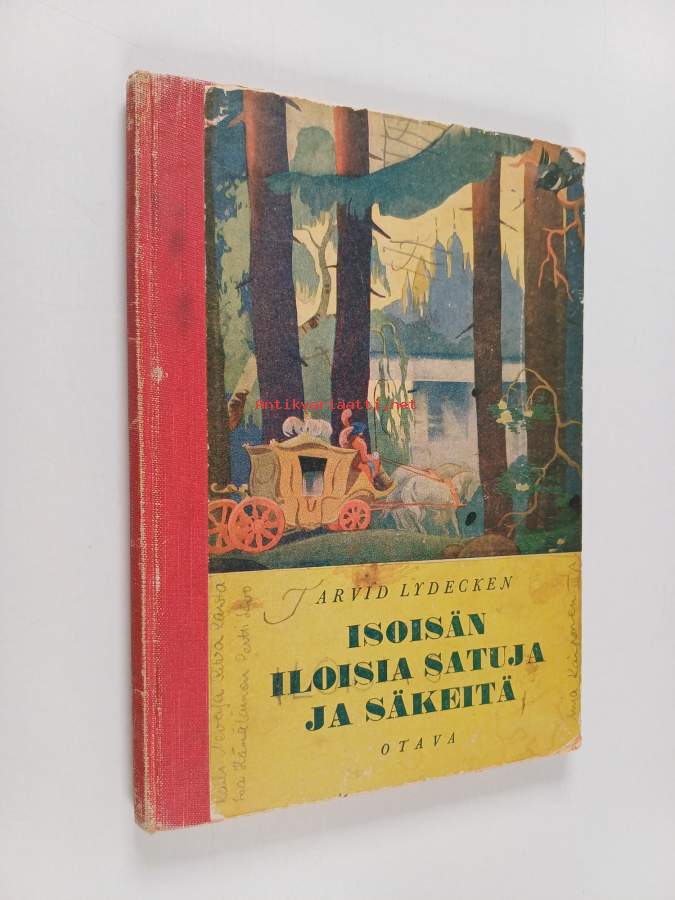 Antikvariaatti.net
ARVID LYDECKEN
ISOISÄN
ILOISIA SATUJA
JA SÄKEITÄ
OTAVA